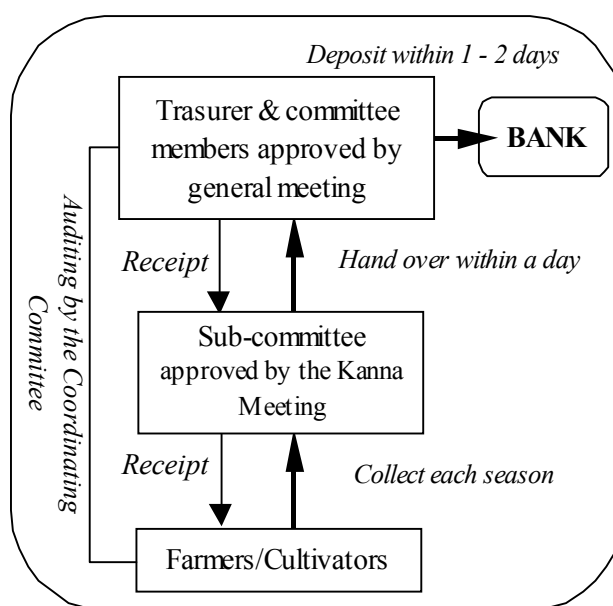 Deposit within 1 - 2 days
Trasurer & committee
members approved by
general meeting
BANK
Receipt
Hand over within a day
Auditing by the Coordinating
Committee
Sub-committee
approved by the Kanna
Meeting
Receipt
Collect each season
Farmers/Cultivators